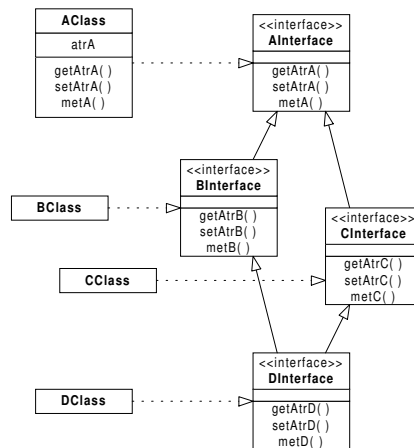 AClass
atrA
getAtrA( )
setAtrA( )
metA( )
<<interface>>
AInterface
getAtrA( )
setAtrA( )
metA( )
<<interface>>
BInterface
getAtrB( )
setAtrB( )
metB( )
BClass
<<interface>>
CInterface
getAtrC( )
setAtrC( )
metC( )
CClass
<<interface>>
DInterface
getAtrD( )
setAtrD( )
metD( )
DClass